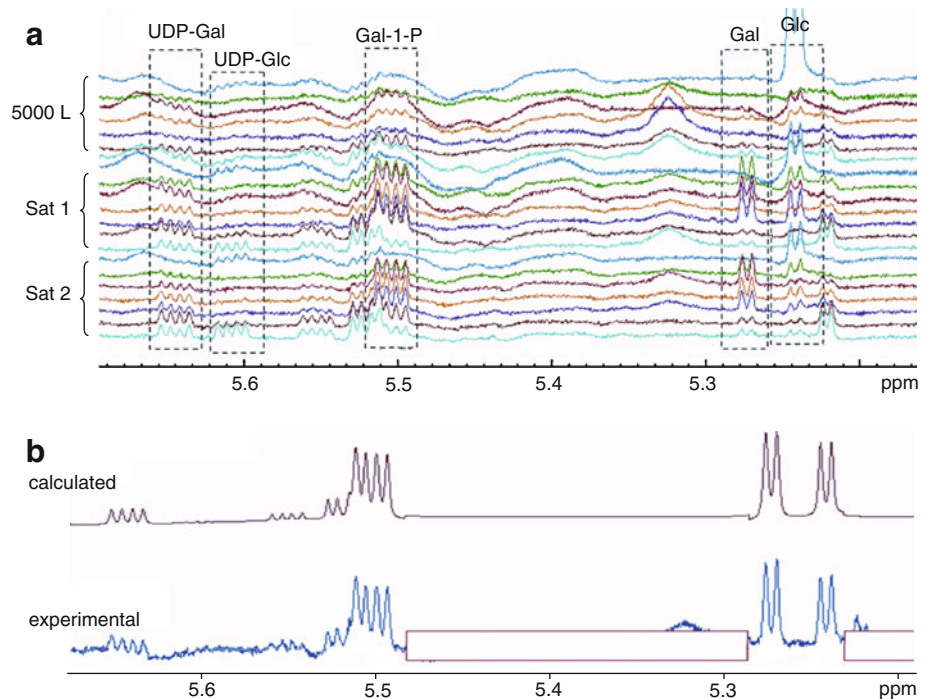 a
UDP-Gal
UDP-Glc
Gal-1-P
Gal
Glc
5000 L
Sat 1
Sat 2
5.6 5.5 5.4 5.3 ppm
b
calculated
experimental
5.6 5.5 5.4 5.3 ppm